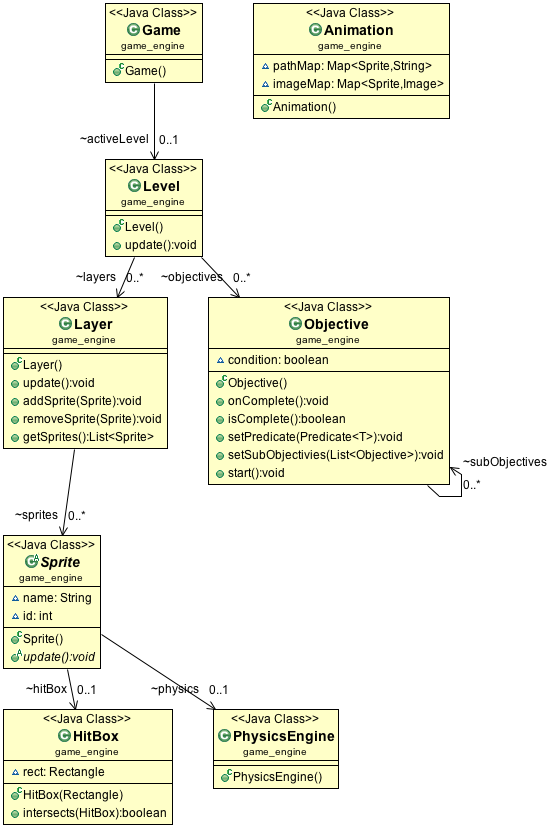 <<Java Class>>
Game
game_engine
Game()
<<Java Class>>
Animation
game_engine
pathMap: Map<Sprite,String>
imageMap: Map<Sprite,Image>
Animation()
~activeLevel 0..1
<<Java Class>>
Level
game_engine
Level()
update():void
~layers 0..*
~objectives 0..*
<<Java Class>>
Layer
game_engine
Layer()
update():void
addSprite(Sprite):void
removeSprite(Sprite):void
getSprites():List<Sprite>
<<Java Class>>
Objective
game_engine
condition: boolean
Objective()
onComplete():void
isComplete():boolean
setPredicate(Predicate<T>):void
setSubObjectivies(List<Objective>):void
start():void
~subObjectives
0..*
~sprites 0..*
<<Java Class>>
Sprite
game_engine
name: String
id: int
Sprite()
update():void
~hitBox 0..1
~physics 0..1
<<Java Class>>
HitBox
game_engine
rect: Rectangle
HitBox(Rectangle)
intersects(HitBox):boolean
<<Java Class>>
PhysicsEngine
game_engine
PhysicsEngine()